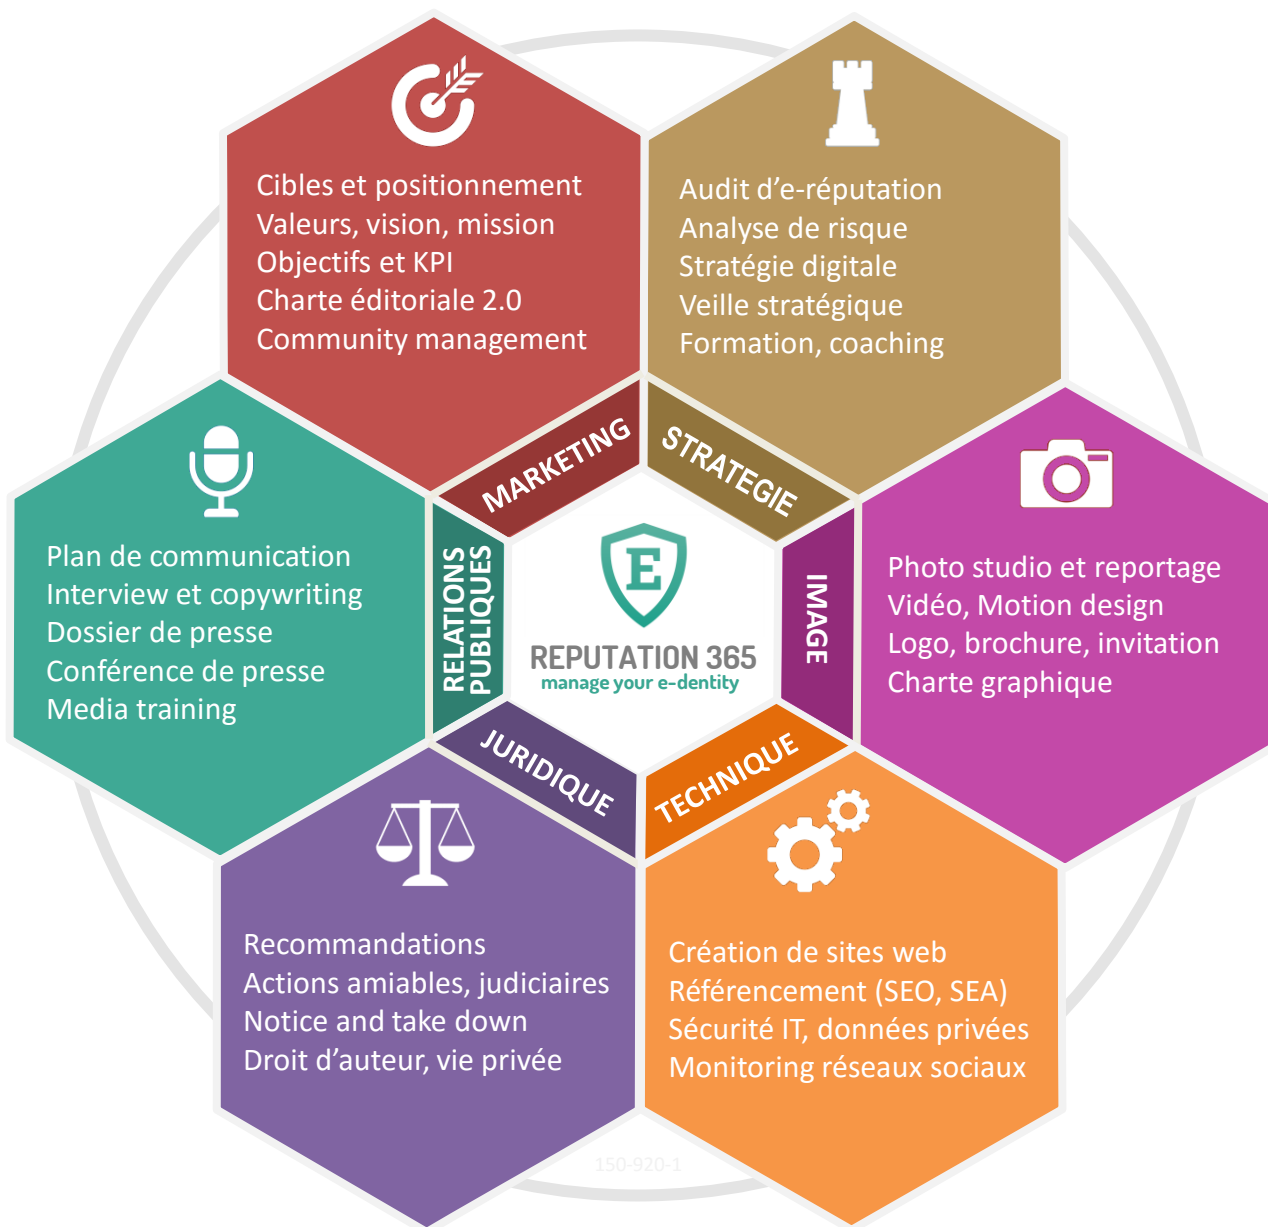 Cibles et positionnement
Valeurs, vision, mission
Objectifs et KPI
Charte éditoriale 2.0
Community management
MARKETING
Audit d’e-réputation
Analyse de risque
Stratégie digitale
Veille stratégique
Formation, coaching
STRATEGIE
Plan de communication
Interview et copywriting
Dossier de presse
Conférence de presse
Media training
RELATIONS
PUBLIQUES
E
REPUTATION 365
manage your e-dentity
IMAGE
Photo studio et reportage
Vidéo, Motion design
Logo, brochure, invitation
Charte graphique
JURIDIQUE
Recommandations
Actions amiables, judiciaires
Notice and take down
Droit d’auteur, vie privée
TECHNIQUE
Création de sites web
Référencement (SEO, SEA)
Sécurité IT, données privées
Monitoring réseaux sociaux
150-920-1